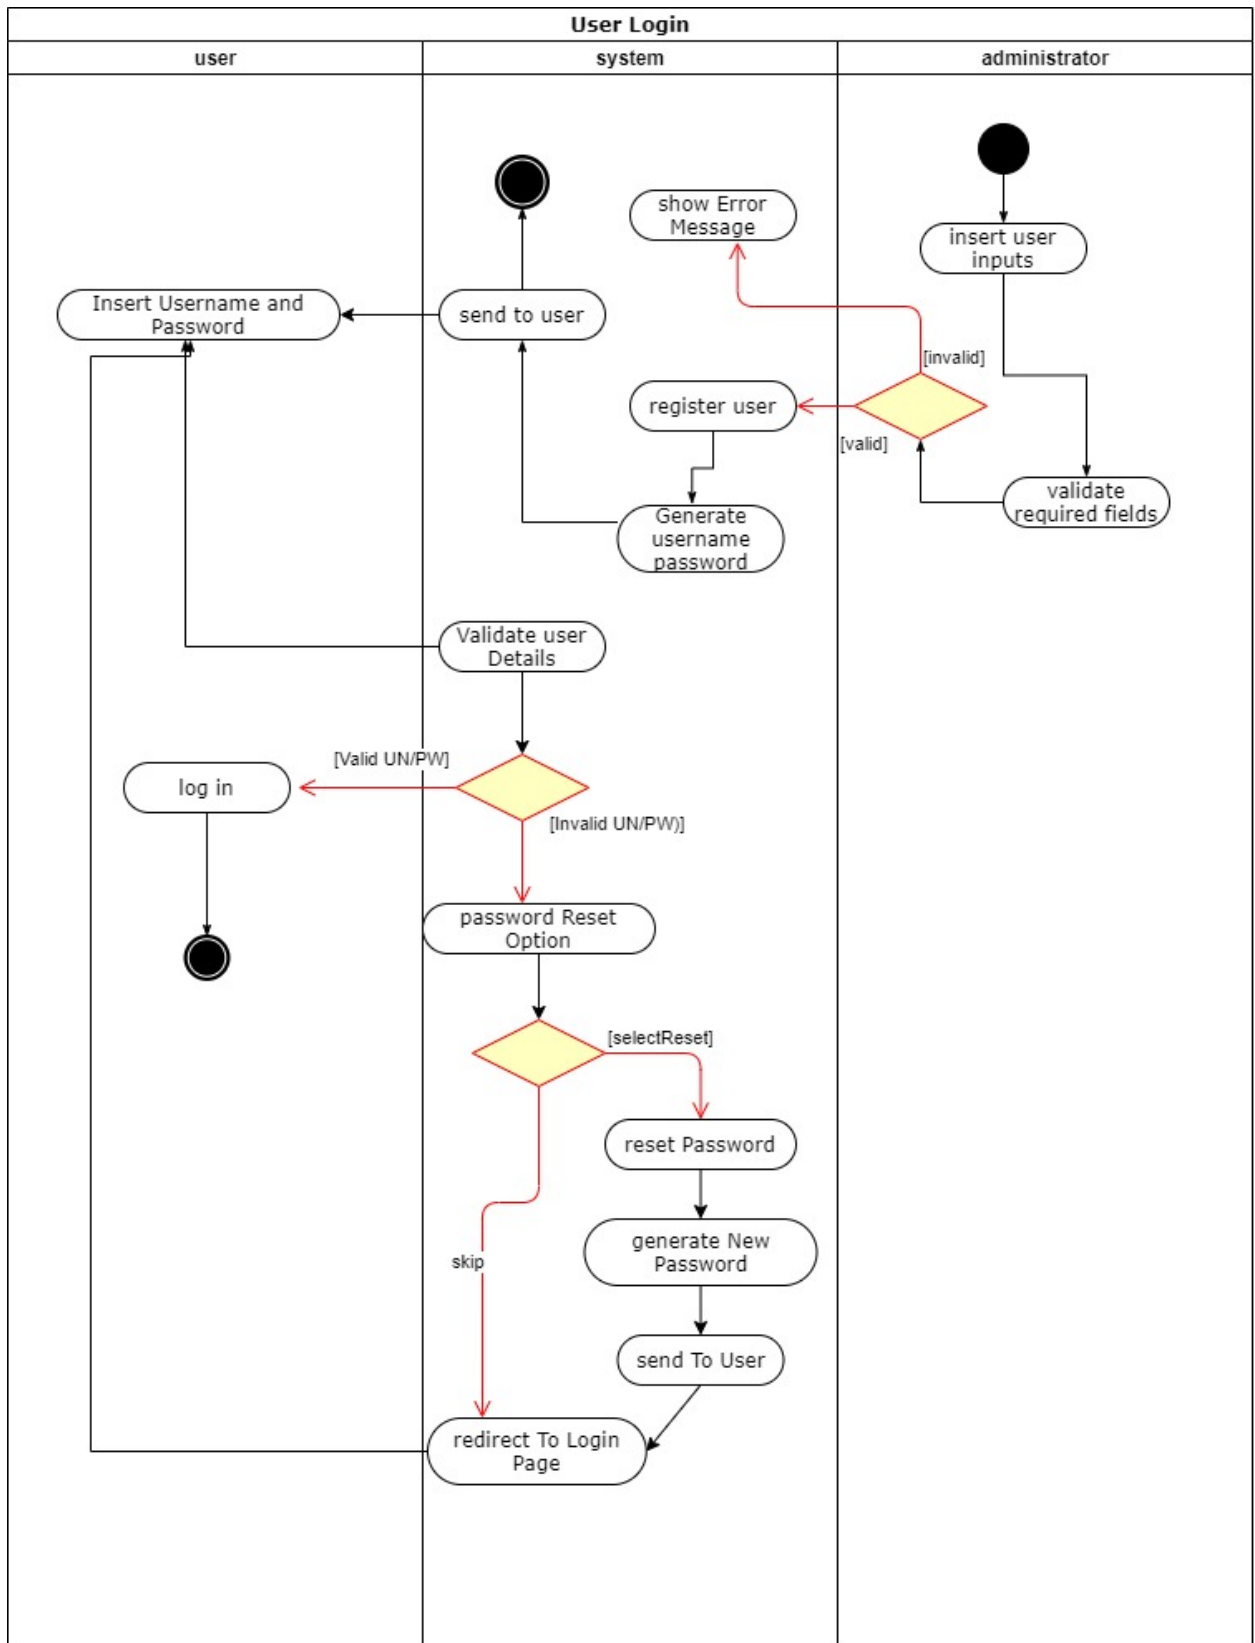 User Login
user
system
administrator
show Error
Message
insert user
inputs
Insert Username and
Password
send to user
[invalid]
register user
[valid]
validate
required fields
Generate
username
password
Validate user
Details
[Valid UN/PW]
log in
[Invalid UN/PW)]
password Reset
Option
[selectReset]
reset Password
generate New
Password
skip
send To User
redirect To Login
Page